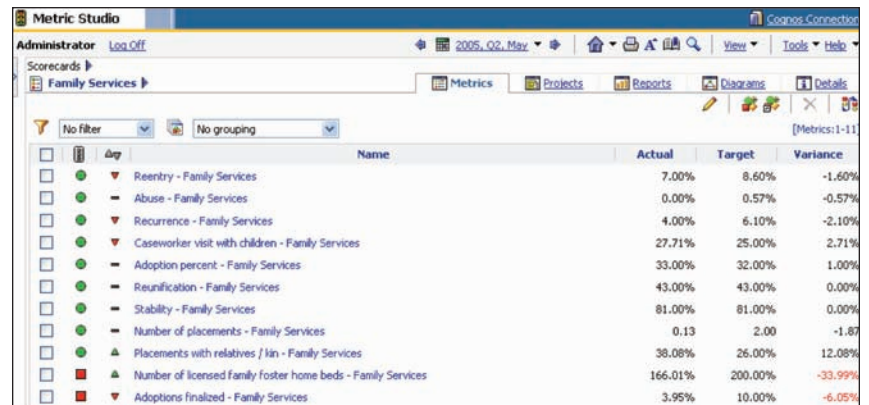 Metric Studio Cognos Connection
Administrator Log Off 2005, Q2, May View Tools Help
Scorecards
Family Services Metrics Projects Reports Diagrams Details
No filter No grouping [Metrics:1-11]
Name Actual Target Variance
Reentry - Family Services 7.00% 8.60% -1.60%
Abuse - Family Services 0.00% 0.57% -0.57%
Recurrence - Family Services 4.00% 6.10% -2.10%
Caseworker visit with children - Family Services 27.71% 25.00% 2.71%
Adoption percent - Family Services 33.00% 32.00% 1.00%
Reunification - Family Services 43.00% 43.00% 0.00%
Stability - Family Services 81.00% 81.00% 0.00%
Number of placements - Family Services 0.13 2.00 -1.87
Placements with relatives / kin - Family Services 38.08% 26.00% 12.08%
Number of licensed family foster home beds - Family Services 166.01% 200.00% -33.99%
Adoptions finalized - Family Services 3.95% 10.00% -6.05%